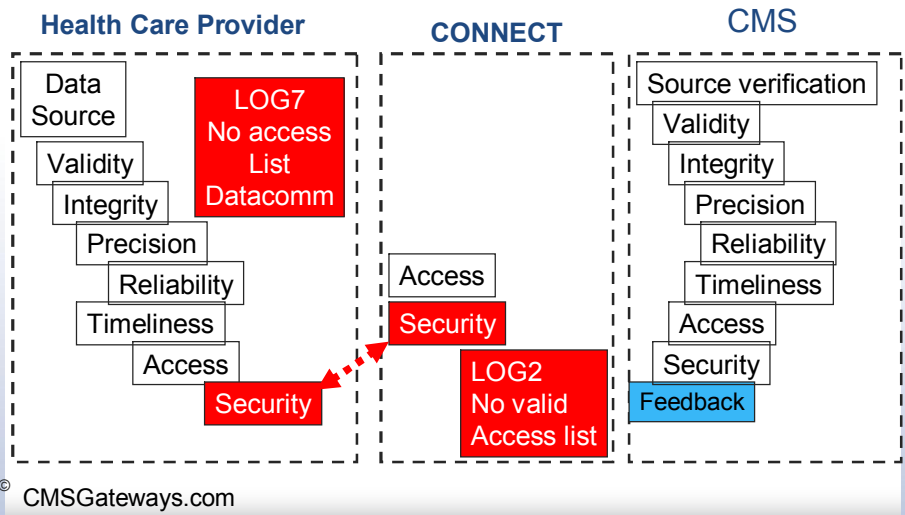 Health Care Provider
Data
Source
Validity
Integrity
Precision
Reliability
Timeliness
Access
Security
LOG7
No access
List
Datacomm
CONNECT
Access
Security
LOG2
No valid
Access list
CMS
Source verification
Validity
Integrity
Precision
Reliability
Timeliness
Access
Security
Feedback
© CMSGateways.com